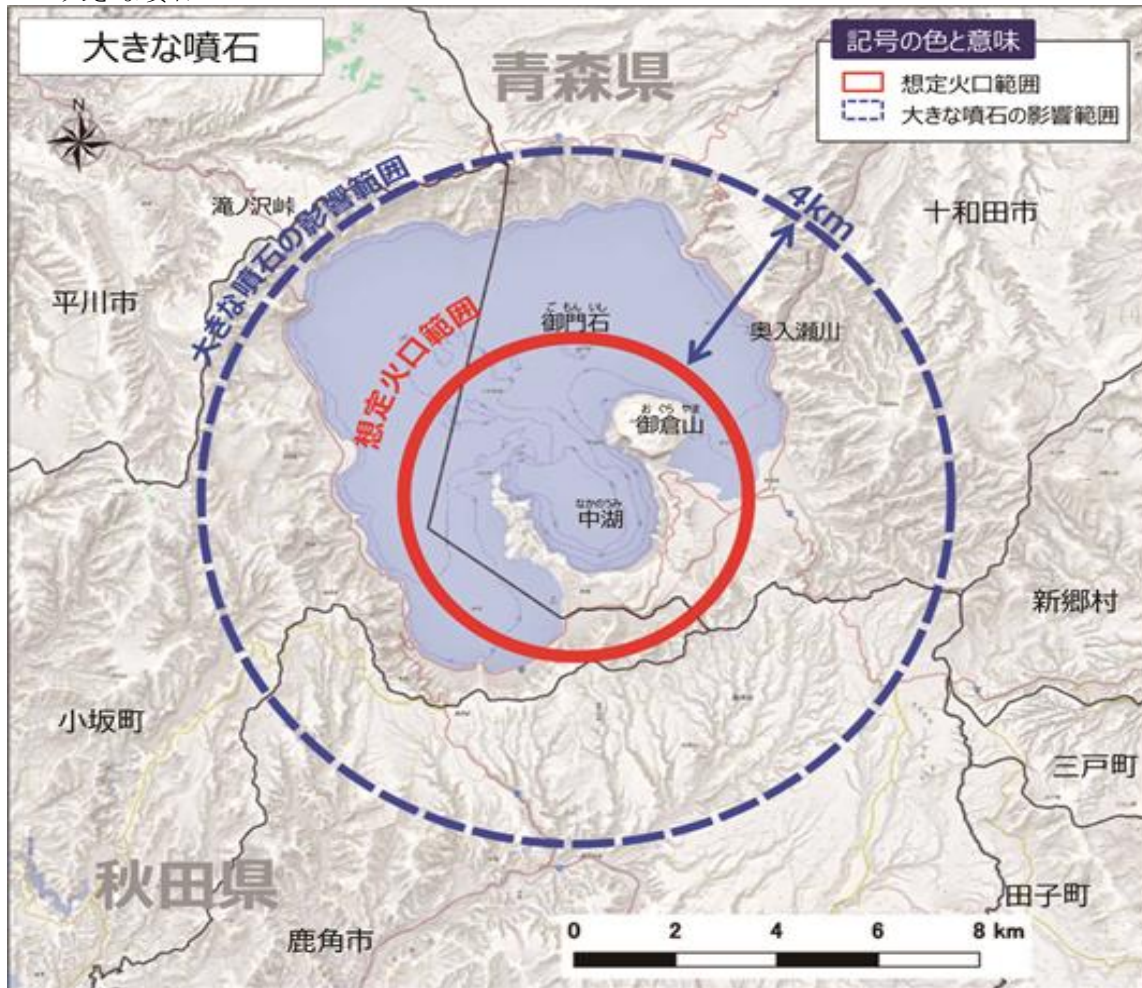 大きな噴石
記号の色と意味
想定火口範囲
大きな噴石の影響範囲
青森県
N
大きな噴石の影響範囲
滝ノ沢峠
4km
十和田市
平川市
ごもんいし
御門石
奥入瀬川
想定火口範囲
おぐらやま
御倉山
なかのうみ
中湖
新郷村
小坂町
三戸町
秋田県
田子町
鹿角市
0 2 4 6 8 km